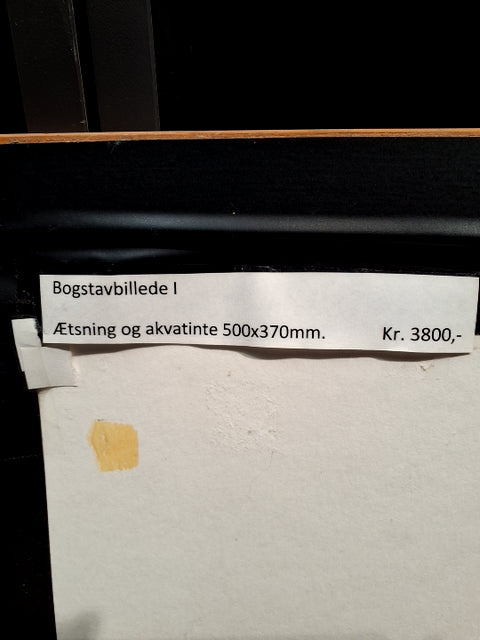 Bogstavbillede I
Ætsning og akvatinte 500x370mm. Kr. 3800,-